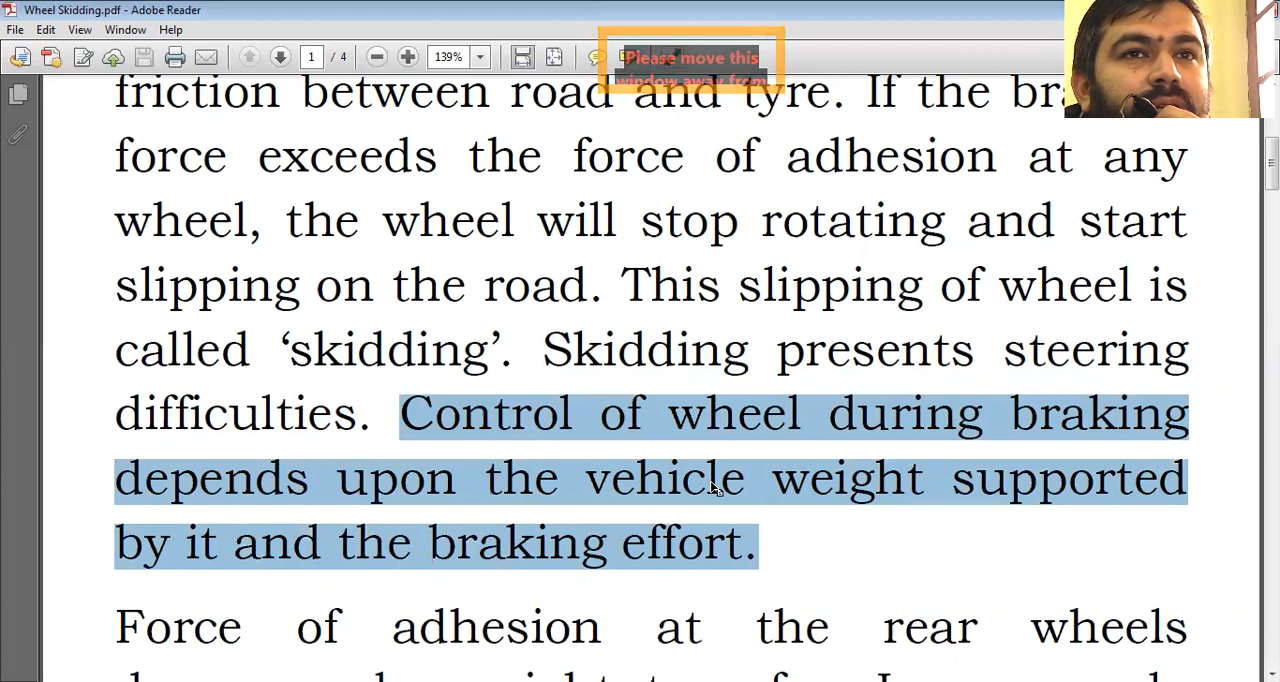 Wheel Skidding.pdf - Adobe Reader
File Edit View Window Help
1 / 4 139%
Please move this
window away from
friction between road and tyre. If the
force exceeds the force of adhesion at any
wheel, the wheel will stop rotating and start
slipping on the road. This slipping of wheel is
called ‘skidding’. Skidding presents steering
difficulties. Control of wheel during braking
depends upon the vehicle weight supported
by it and the braking effort.
Force of adhesion at the rear wheels